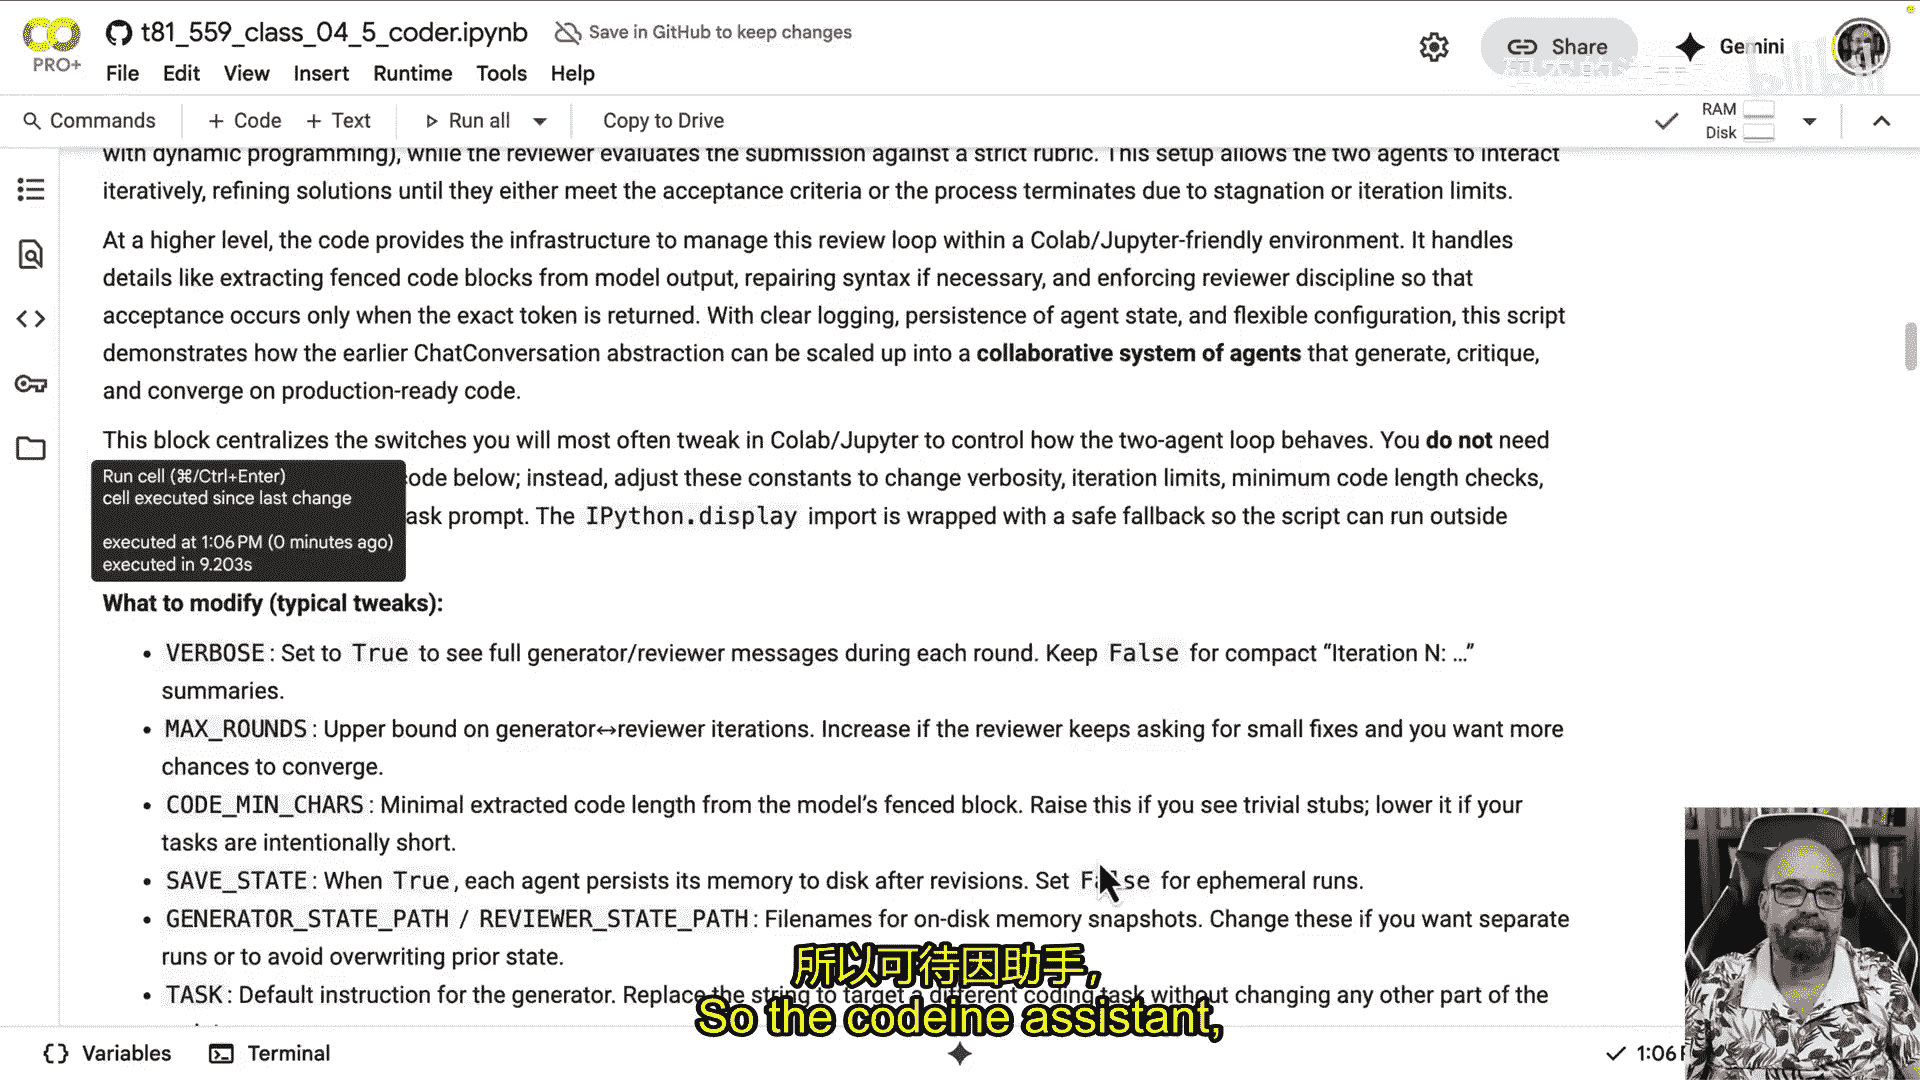 t81_559_class_04_5_coder.ipynb
Save in GitHub to keep changes
Share
Gemini
PRO+
File Edit View Insert Runtime Tools Help
Commands + Code + Text Run all Copy to Drive
RAM
Disk
with dynamic programming), while the reviewer evaluates the submission against a strict rubric. This setup allows the two agents to interact
iteratively, refining solutions until they either meet the acceptance criteria or the process terminates due to stagnation or iteration limits.
At a higher level, the code provides the infrastructure to manage this review loop within a Colab/Jupyter-friendly environment. It handles
details like extracting fenced code blocks from model output, repairing syntax if necessary, and enforcing reviewer discipline so that
acceptance occurs only when the exact token is returned. With clear logging, persistence of agent state, and flexible configuration, this script
demonstrates how the earlier ChatConversation abstraction can be scaled up into a collaborative system of agents that generate, critique,
and converge on production-ready code.
This block centralizes the switches you will most often tweak in Colab/Jupyter to control how the two-agent loop behaves. You do not need
code below; instead, adjust these constants to change verbosity, iteration limits, minimum code length checks,
ask prompt. The IPython.display import is wrapped with a safe fallback so the script can run outside
Run cell (⌘/Ctrl+Enter)
cell executed since last change
executed at 1:06 PM (0 minutes ago)
executed in 9.203s
What to modify (typical tweaks):
• VERBOSE: Set to True to see full generator/reviewer messages during each round. Keep False for compact “Iteration N: …”
summaries.
• MAX_ROUNDS: Upper bound on generator↔reviewer iterations. Increase if the reviewer keeps asking for small fixes and you want more
chances to converge.
• CODE_MIN_CHARS: Minimal extracted code length from the model’s fenced block. Raise this if you see trivial stubs; lower it if your
tasks are intentionally short.
• SAVE_STATE: When True, each agent persists its memory to disk after revisions. Set False for ephemeral runs.
• GENERATOR_STATE_PATH / REVIEWER_STATE_PATH: Filenames for on-disk memory snapshots. Change these if you want separate
runs or to avoid overwriting prior state.
• TASK: Default instruction for the generator. Replace the string to target a different coding task without changing any other part of the
所以可待因助手,
So the codeine assistant,
{} Variables Terminal
1:06